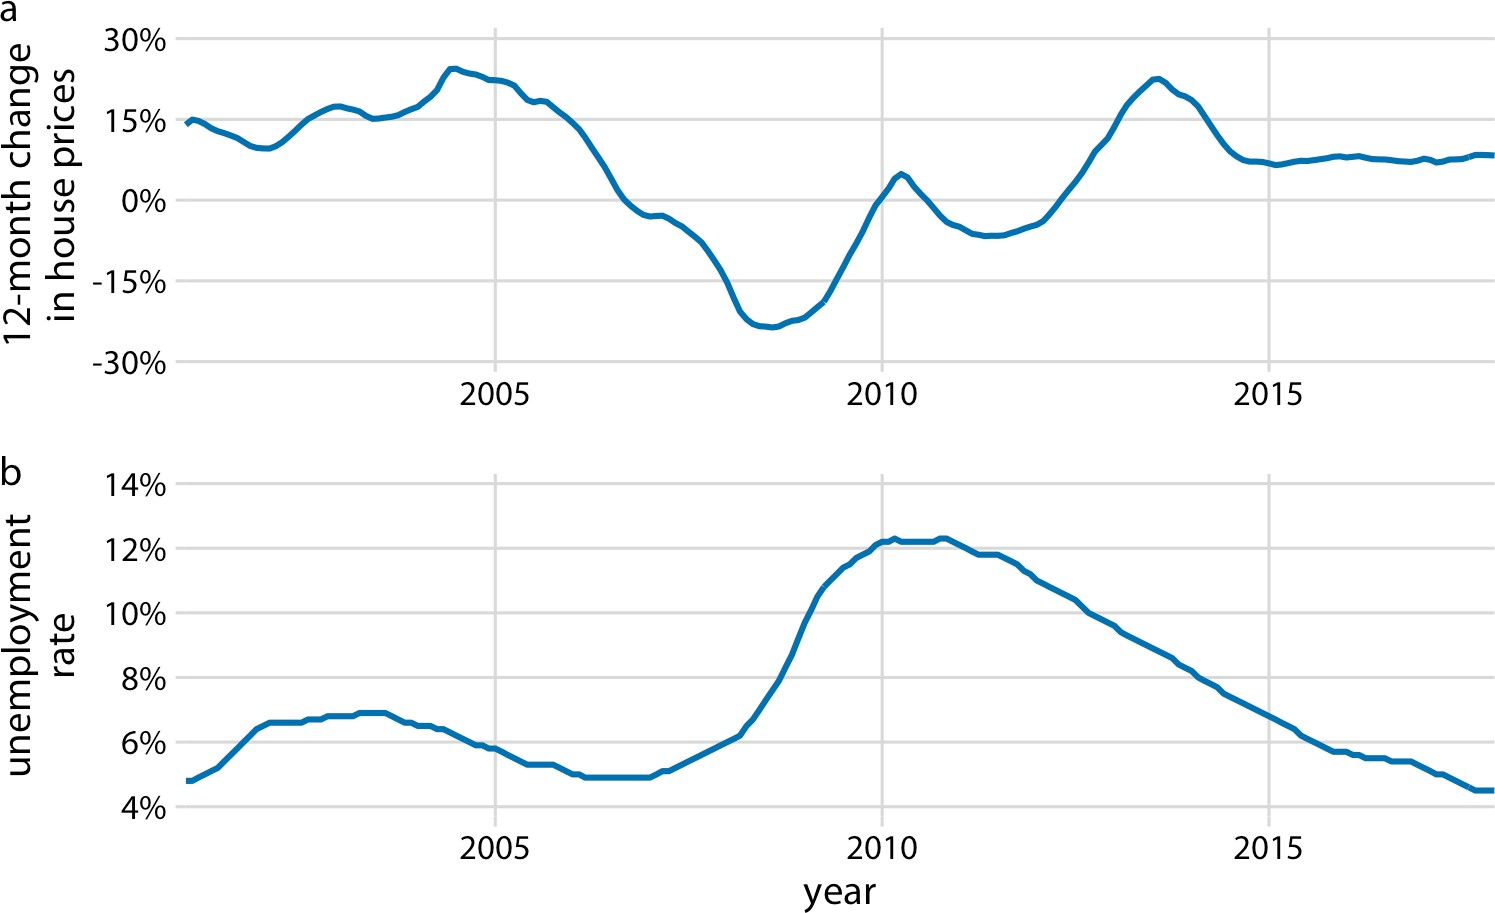 a
12-month change
in house prices
30%
15%
0%
-15%
-30%
2005 2010 2015
b
unemployment
rate
14%
12%
10%
8%
6%
4%
2005 2010 2015
year